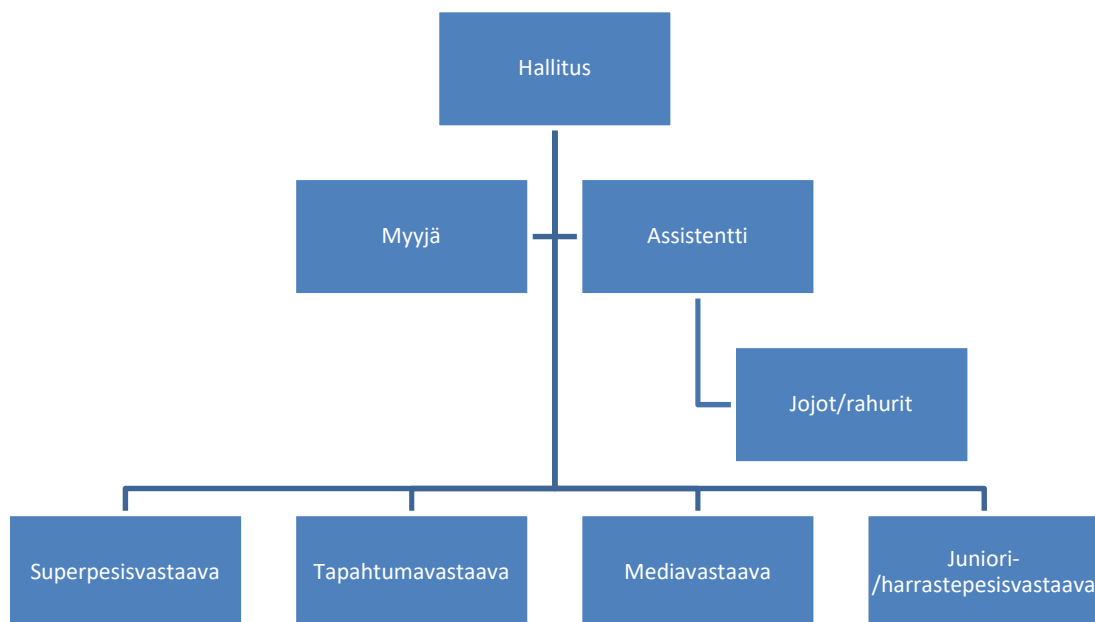 Hallitus
Myyjä
Assistentti
Jojot/rahurit
Superpesisvastaava
Tapahtumavastaava
Mediavastaava
Juniori-
/harrastepesisvastaava